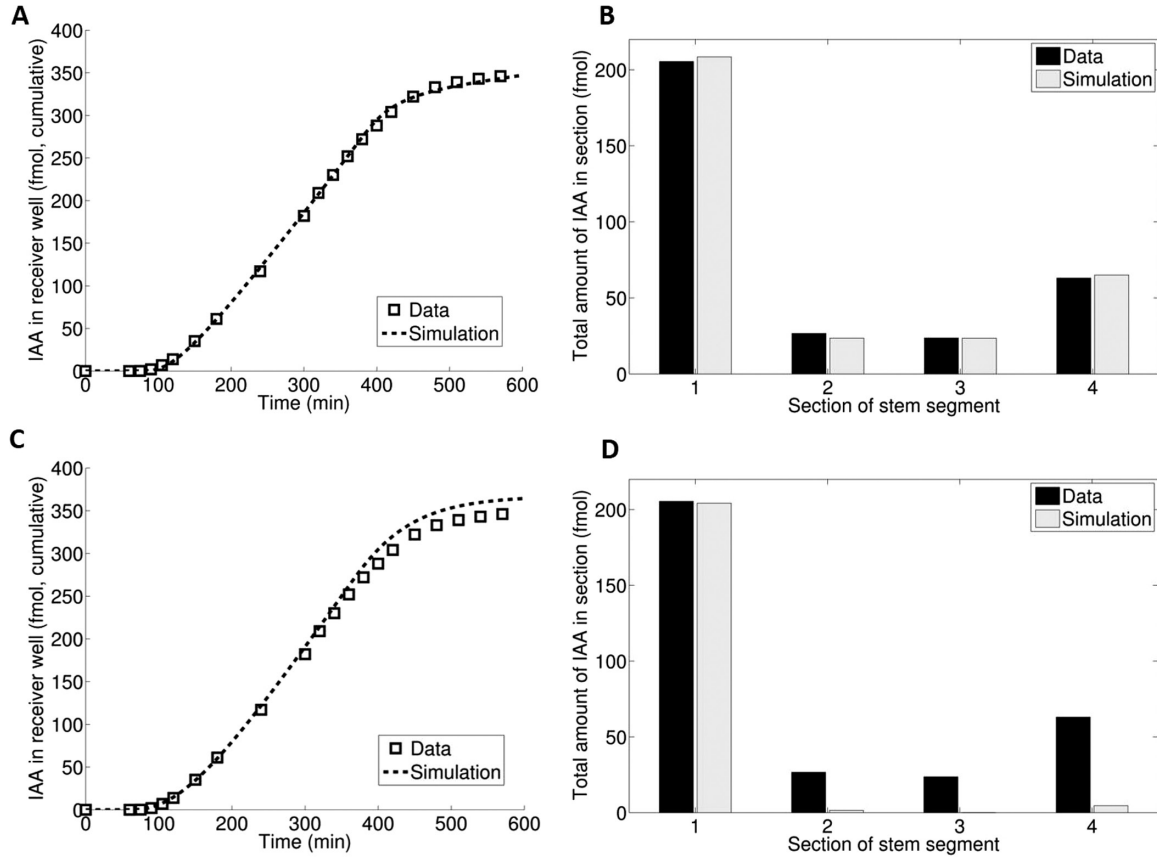 A
400
350
300
250
200
150
100
50
0
0
100
200
300
400
500
600
IAA in receiver well (fmol, cumulative)
Time (min)
Data
Simulation
B
200
150
100
50
0
1
2
3
4
Total amount of IAA in section (fmol)
Section of stem segment
Data
Simulation
C
400
350
300
250
200
150
100
50
0
0
100
200
300
400
500
600
IAA in receiver well (fmol, cumulative)
Time (min)
Data
Simulation
D
200
150
100
50
0
1
2
3
4
Total amount of IAA in section (fmol)
Section of stem segment
Data
Simulation